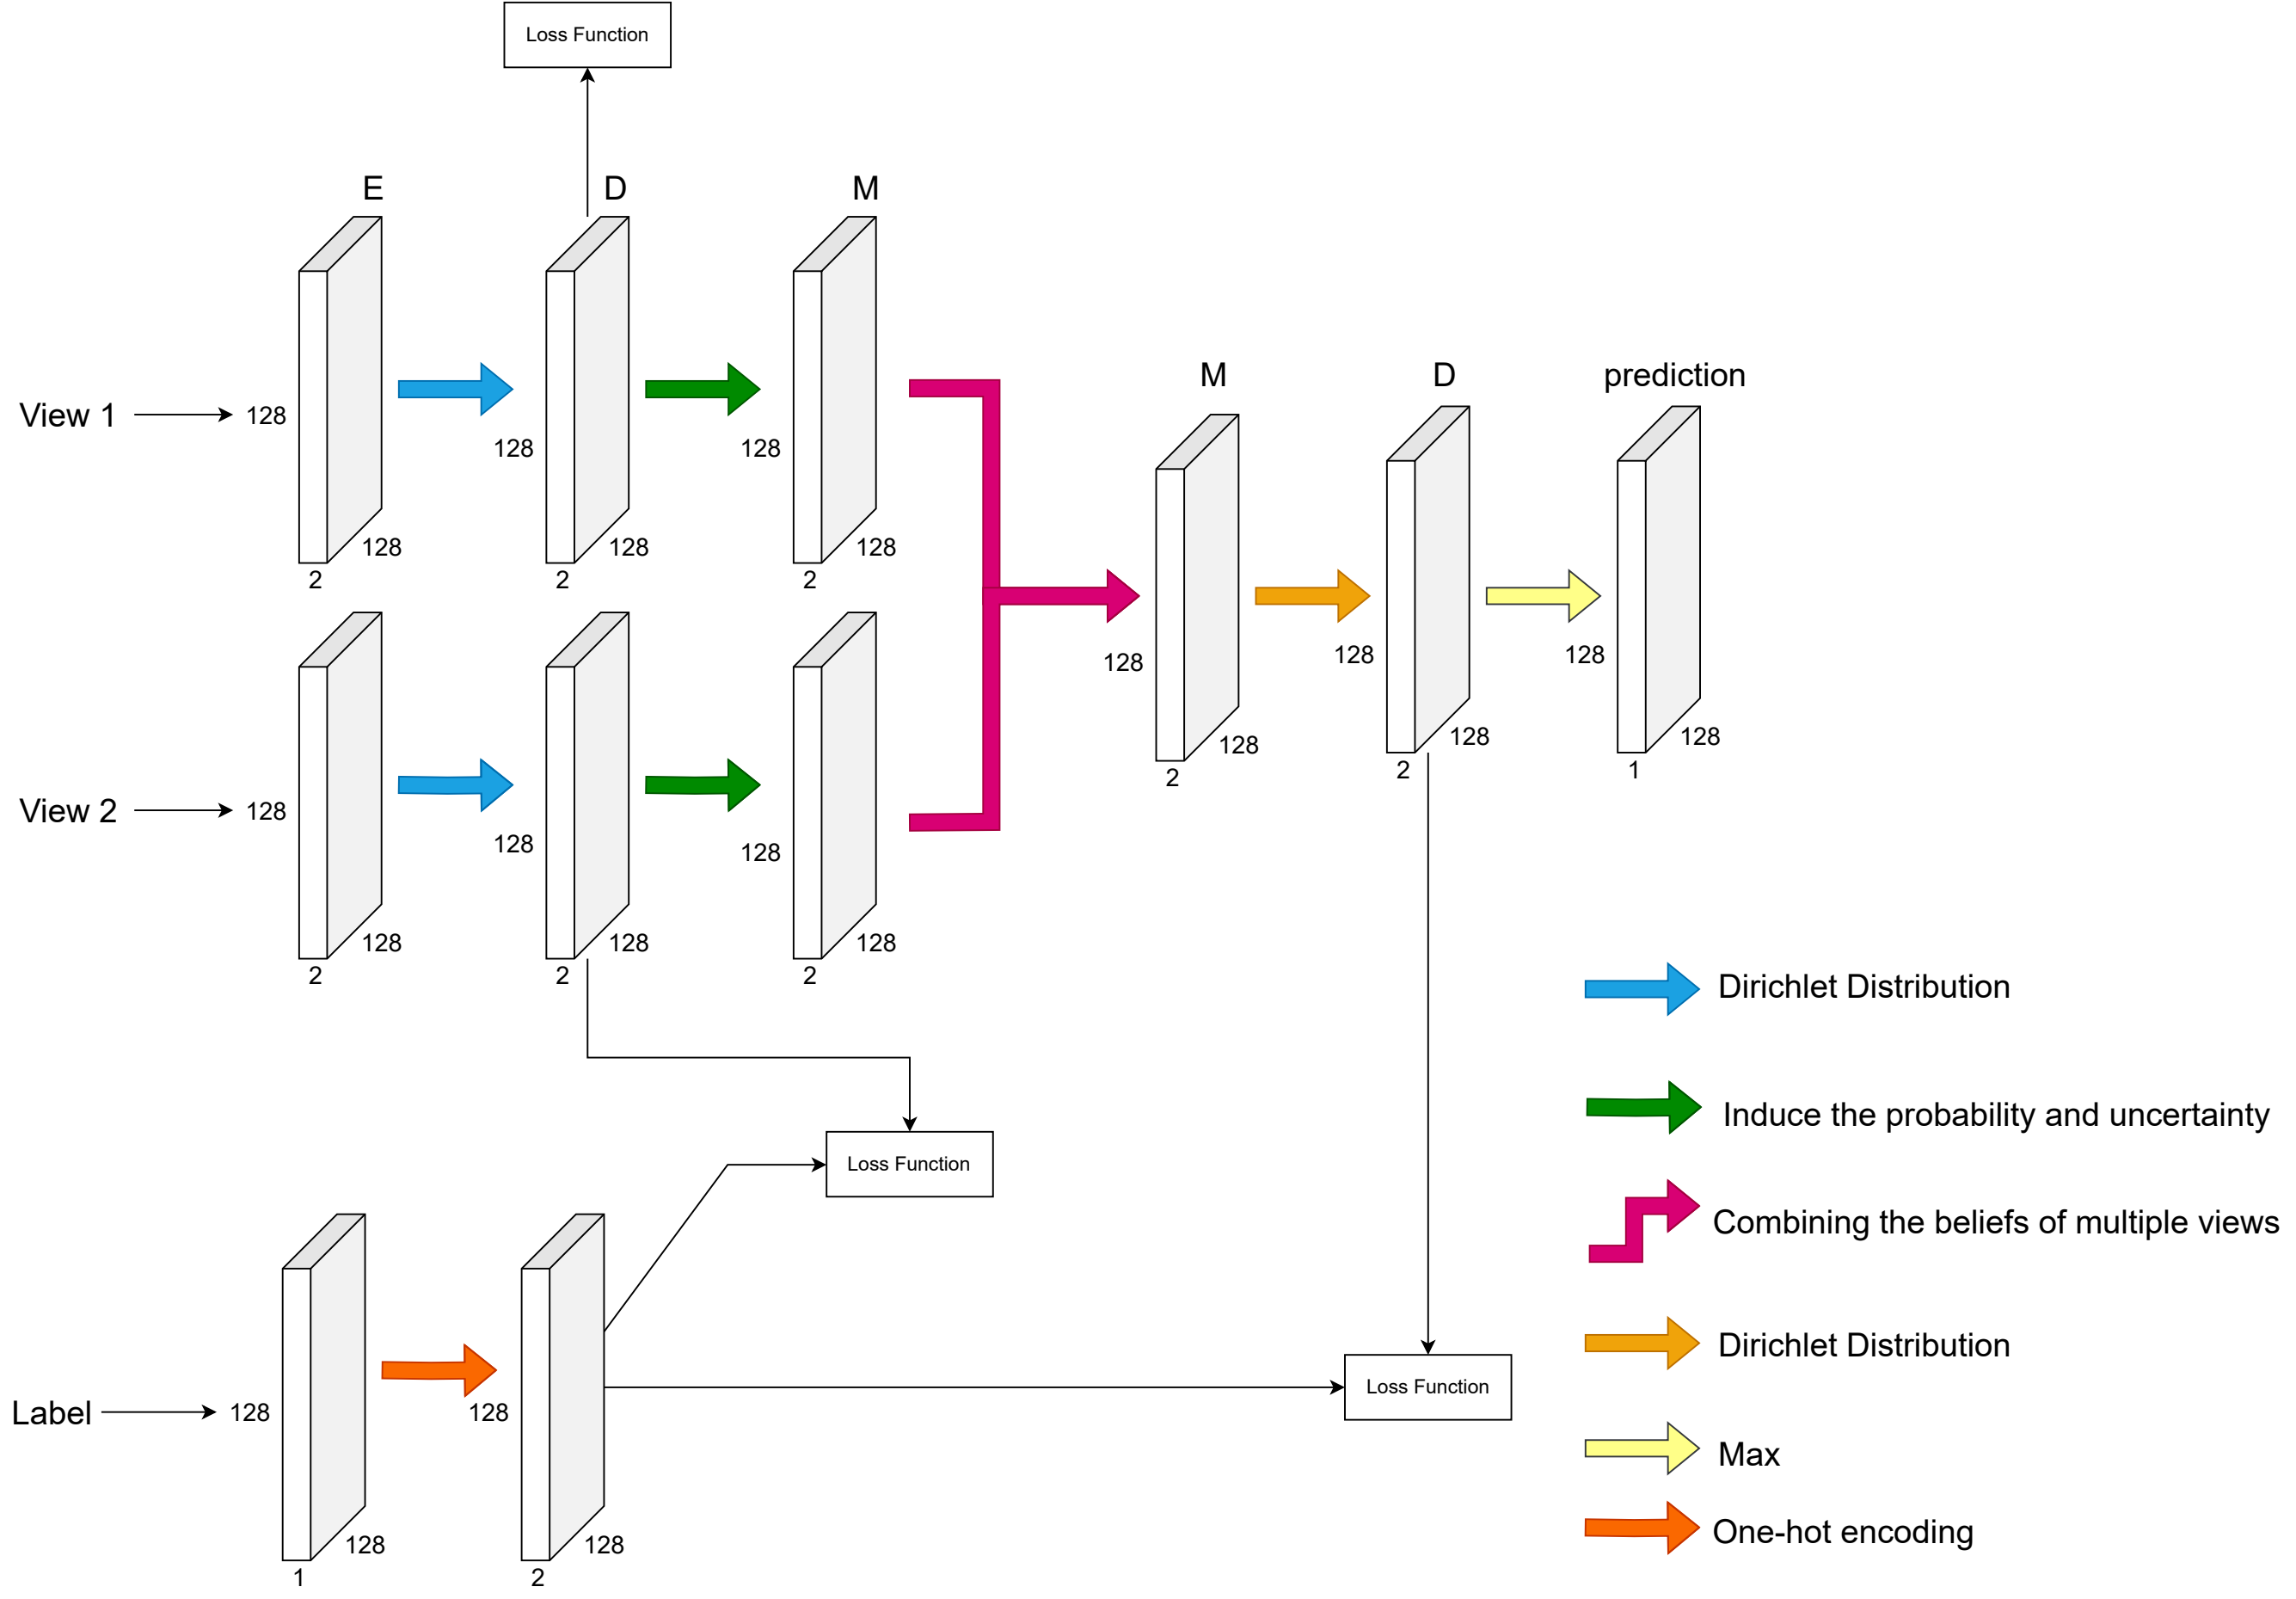 Loss Function
E
D
M
View 1
128
128
2
128
128
2
128
128
2
M
D
prediction
128
128
2
128
128
2
128
128
1
View 2
128
128
2
128
128
2
128
128
2
Loss Function
Label
128
128
1
128
128
2
Loss Function
Dirichlet Distribution
Induce the probability and uncertainty
Combining the beliefs of multiple views
Dirichlet Distribution
Max
One-hot encoding